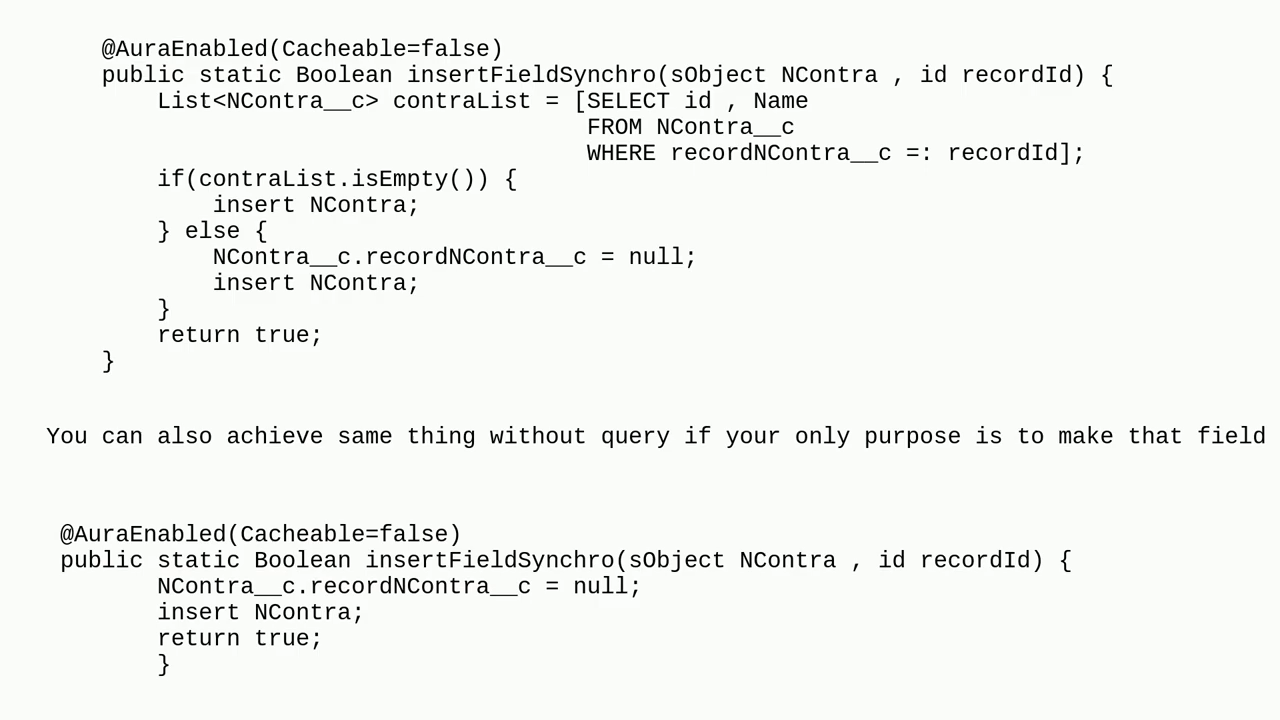 @AuraEnabled(Cacheable=false)
public static Boolean insertFieldSynchro(sObject NContra , id recordId) {
List<NContra__c> contraList = [SELECT id , Name
FROM NContra__c
WHERE recordNContra__c =: recordId];
if(contraList.isEmpty()) {
insert NContra;
} else {
NContra__c.recordNContra__c = null;
insert NContra;
}
return true;
}
You can also achieve same thing without query if your only purpose is to make that field
@AuraEnabled(Cacheable=false)
public static Boolean insertFieldSynchro(sObject NContra , id recordId) {
NContra__c.recordNContra__c = null;
insert NContra;
return true;
}